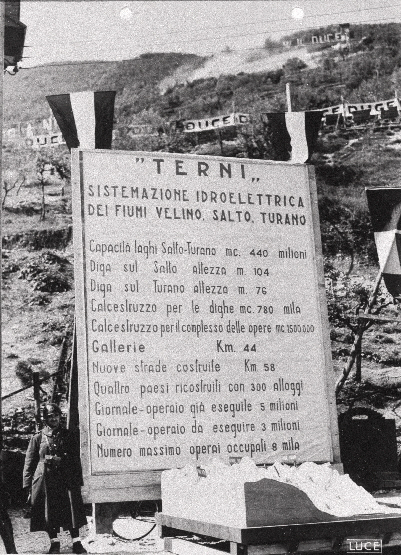 DUCE
DUCE
DUCE
DUCE
"TERNI„
SISTEMAZIONE IDROELETTRICA
DEI FIUMI VELINO, SALTO, TURANO
Capacità laghi Salto-Turano mc. 440 milioni
Diga sul Salto altezza m. 104
Diga sul Turano altezza m. 76
Calcestruzzo per le dighe mc. 780 mila
Calcestruzzo per il complesso delle opere mc 1500.000
Gallerie Km. 44
Nuove strade costruite Km 58
Quattro paesi ricostruiti con 300 alloggi
Giornate-operaio già eseguite 5 milioni
Giornate-operaio da eseguire 3 milioni
Numero massimo operai occupati 8 mila
LUCE